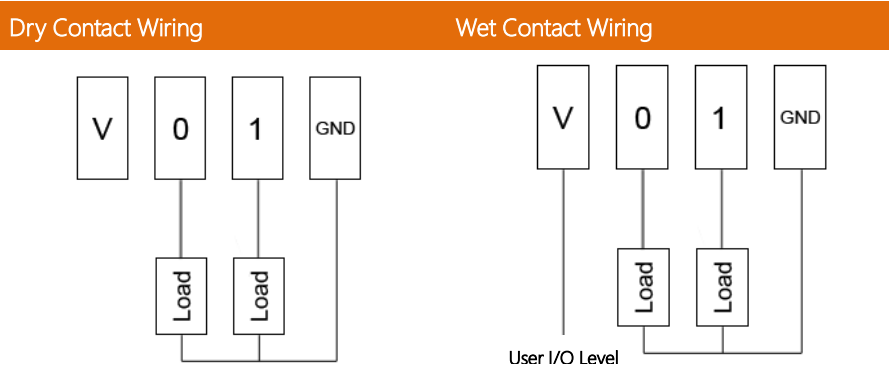 Dry Contact Wiring
Wet Contact Wiring
V 0 1 GND
V 0 1 GND
Load Load
Load Load
User I/O Level